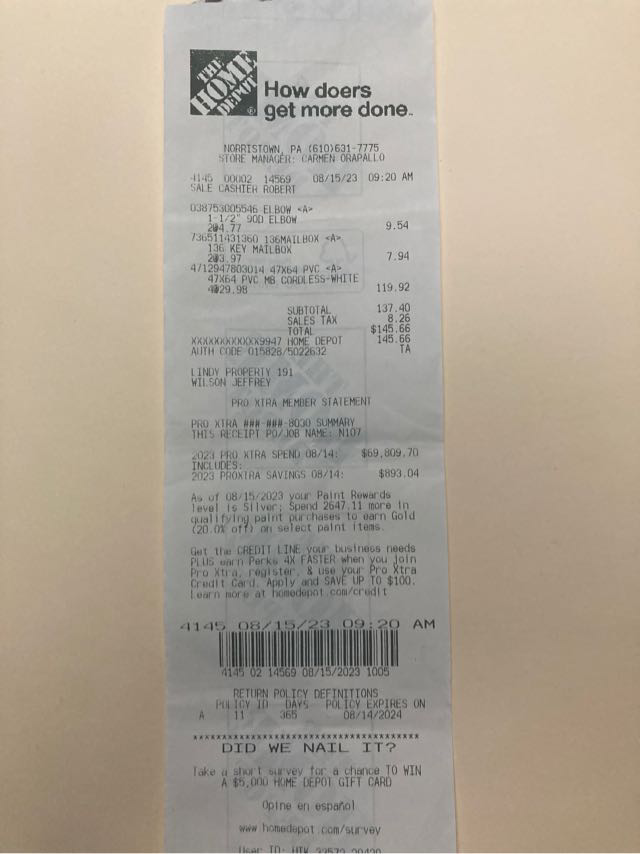 THE HOME DEPOT
How doers
get more done.
NORRISTOWN, PA (610)631-7775
STORE MANAGER: CARMEN ORAPALLO
4145 00002 14569 08/15/23 09:20 AM
SALE CASHIER ROBERT
038753005546 ELBOW <A>
1-1/2" 90D ELBOW
2@4.77 9.54
736511431360 136MAILBOX <A>
136 KEY MAILBOX
2@3.97 7.94
4712947803014 47X64 PVC <A>
47X64 PVC MB CORDLESS-WHITE
4@29.98 119.92
SUBTOTAL 137.40
SALES TAX 8.26
TOTAL $145.66
XXXXXXXXXXXX9947 HOME DEPOT 145.66
AUTH CODE 015828/5022632 TA
LINDY PROPERTY 191
WILSON JEFFREY
PRO XTRA MEMBER STATEMENT
PRO XTRA ###-###-8030 SUMMARY
THIS RECEIPT PO/JOB NAME: N107
2023 PRO XTRA SPEND 08/14: $69,809.70
INCLUDES:
2023 PROXTRA SAVINGS 08/14: $893.04
As of 08/15/2023 your Paint Rewards
level is Silver; Spend 2647.11 more in
qualifying paint purchases to earn Gold
(20.0% off) on select paint items.
Get the CREDIT LINE your business needs
PLUS earn Perks 4X FASTER when you join
Pro Xtra, register, & use your Pro Xtra
Credit Card. Apply and SAVE UP TO $100.
Learn more at homedepot.com/credit
4145 08/15/23 09:20 AM
4145 02 14569 08/15/2023 1005
RETURN POLICY DEFINITIONS
POLICY ID DAYS POLICY EXPIRES ON
A 11 365 08/14/2024
****************************************
DID WE NAIL IT?
Take a short survey for a chance TO WIN
A $5,000 HOME DEPOT GIFT CARD
Opine en español
www.homedepot.com/survey
User ID: